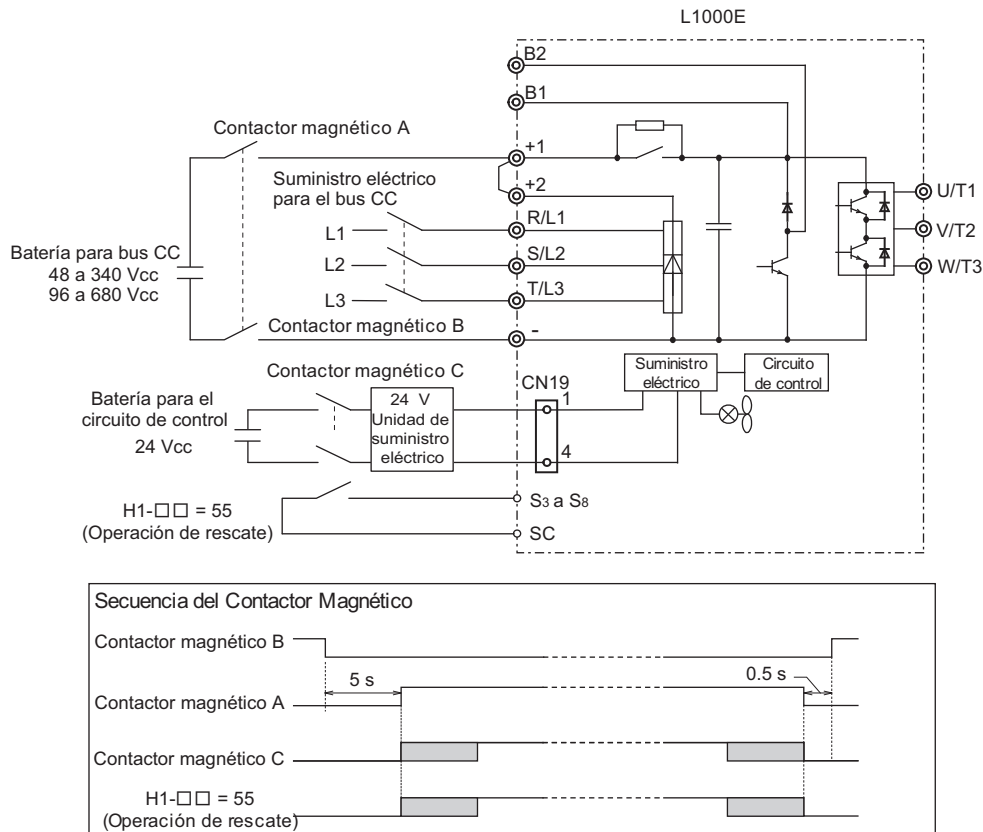 L1000E
B2
B1
Contactor magnético A
+1
Suministro eléctrico
para el bus CC
+2
R/L1
L1
U/T1
S/L2
V/T2
Batería para bus CC
48 a 340 Vcc
96 a 680 Vcc
L2
W/T3
T/L3
L3
Contactor magnético B
-
Contactor magnético C
CN19
Suministro
eléctrico
Circuito
de control
Batería para el
circuito de control
24 Vcc
24 V
Unidad de
suministro
eléctrico
1
4
H1-□□ = 55
(Operación de rescate)
S3 a S8
SC
Secuencia del Contactor Magnético
Contactor magnético B
5 s
0.5 s
Contactor magnético A
Contactor magnético C
H1-□□ = 55
(Operación de rescate)